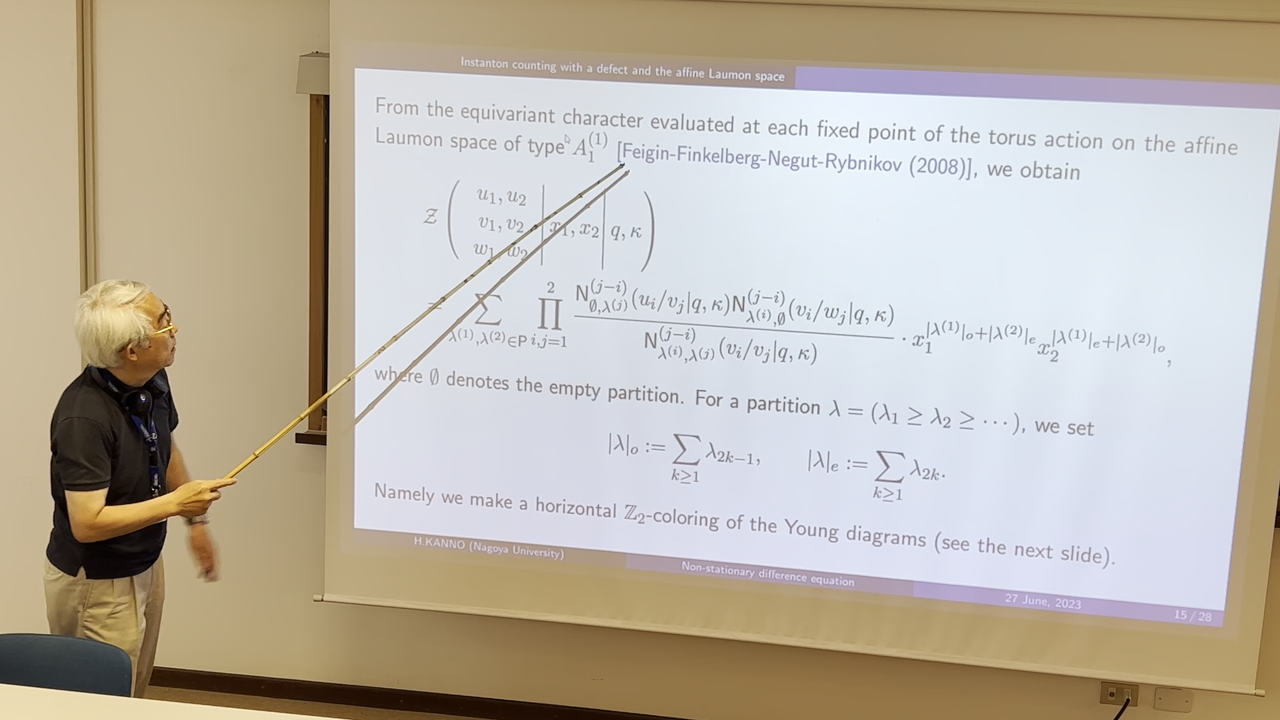 Instanton counting with a defect and the affine Laumon space
From the equivariant character evaluated at each fixed point of the torus action on the affine
Laumon space of type A_1^{(1)} [Feigin-Finkelberg-Negut-Rybnikov (2008)], we obtain
Z ( u_1, u_2 | x_1, x_2 | q, κ )
v_1, v_2
w_1, w_2
= ∑_{λ^{(1)},λ^{(2)}∈P} ∏_{i,j=1}^{2} N_{∅,λ^{(j)}}^{(j−i)}(u_i/v_j|q, κ)N_{λ^{(i)},∅}^{(j−i)}(v_i/w_j|q, κ) / N_{λ^{(i)},λ^{(j)}}^{(j−i)}(v_i/v_j|q, κ) · x_1^{|λ^{(1)}|_o+|λ^{(2)}|_e} x_2^{|λ^{(1)}|_e+|λ^{(2)}|_o},
where ∅ denotes the empty partition. For a partition λ = (λ_1 ≥ λ_2 ≥ ⋯), we set
|λ|_o := ∑_{k≥1} λ_{2k−1}, |λ|_e := ∑_{k≥1} λ_{2k}.
Namely we make a horizontal ℤ_2-coloring of the Young diagrams (see the next slide).
H.KANNO (Nagoya University)
Non-stationary difference equation
27 June, 2023
15 / 28